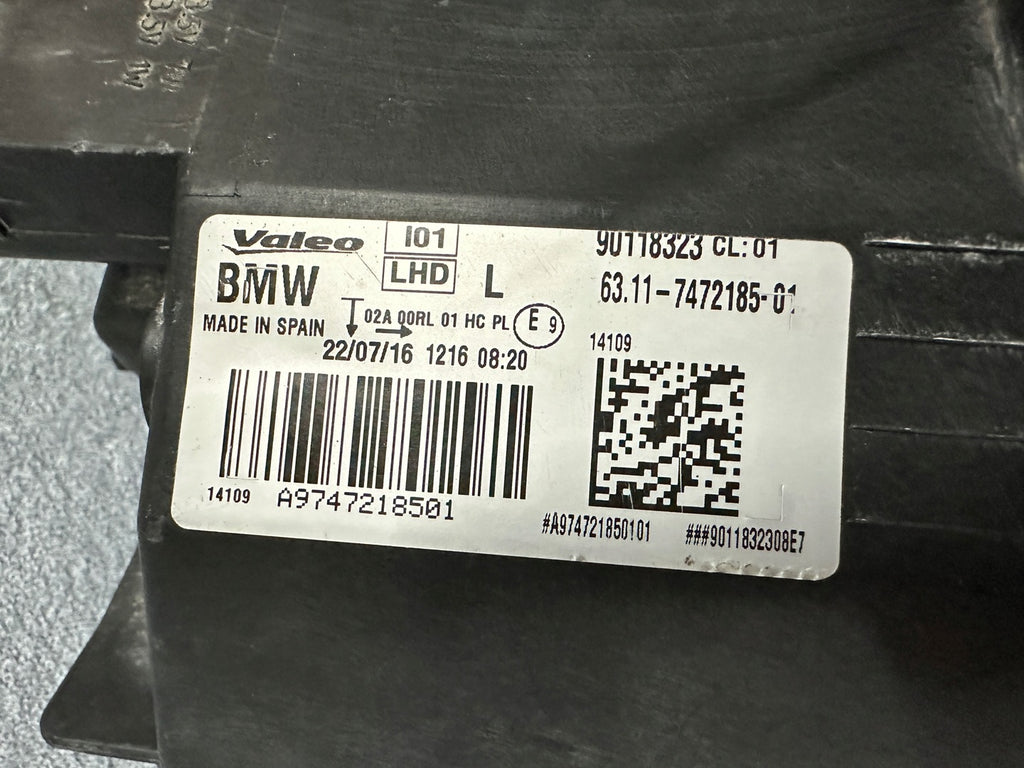 Valeo
I01
90118323 CL: 01
BMW
LHD
L
63.11-7472185-01
MADE IN SPAIN
02A 00RL 01 HC PL
E 9
22/07/16 1216 08:20
14109
14109
A9747218501
#A974721850101
###9011832308E7